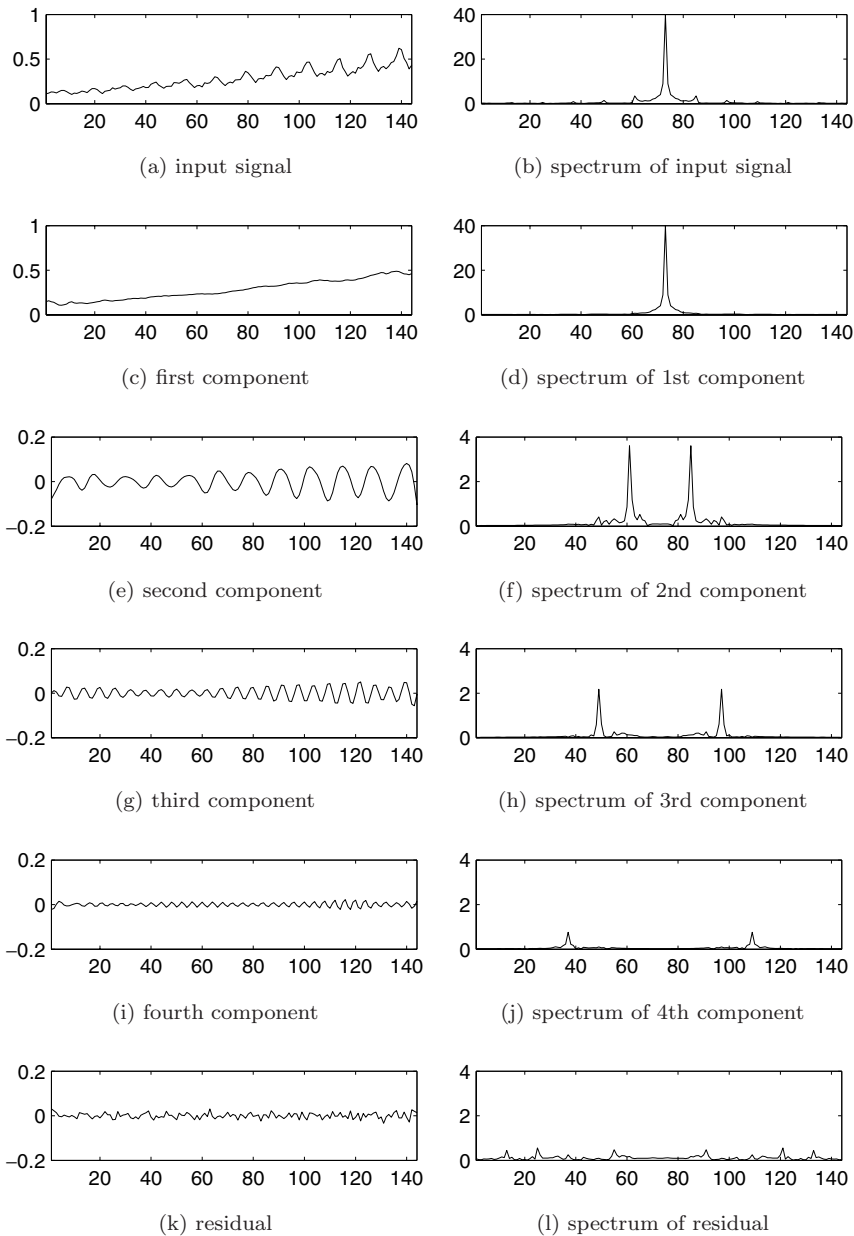 1
0.5
0
20 40 60 80 100 120 140
(a) input signal
40
20
0
20 40 60 80 100 120 140
(b) spectrum of input signal
1
0.5
0
20 40 60 80 100 120 140
(c) first component
40
20
0
20 40 60 80 100 120 140
(d) spectrum of 1st component
0.2
0
−0.2
20 40 60 80 100 120 140
(e) second component
4
2
0
20 40 60 80 100 120 140
(f) spectrum of 2nd component
0.2
0
−0.2
20 40 60 80 100 120 140
(g) third component
4
2
0
20 40 60 80 100 120 140
(h) spectrum of 3rd component
0.2
0
−0.2
20 40 60 80 100 120 140
(i) fourth component
4
2
0
20 40 60 80 100 120 140
(j) spectrum of 4th component
0.2
0
−0.2
20 40 60 80 100 120 140
(k) residual
4
2
0
20 40 60 80 100 120 140
(l) spectrum of residual